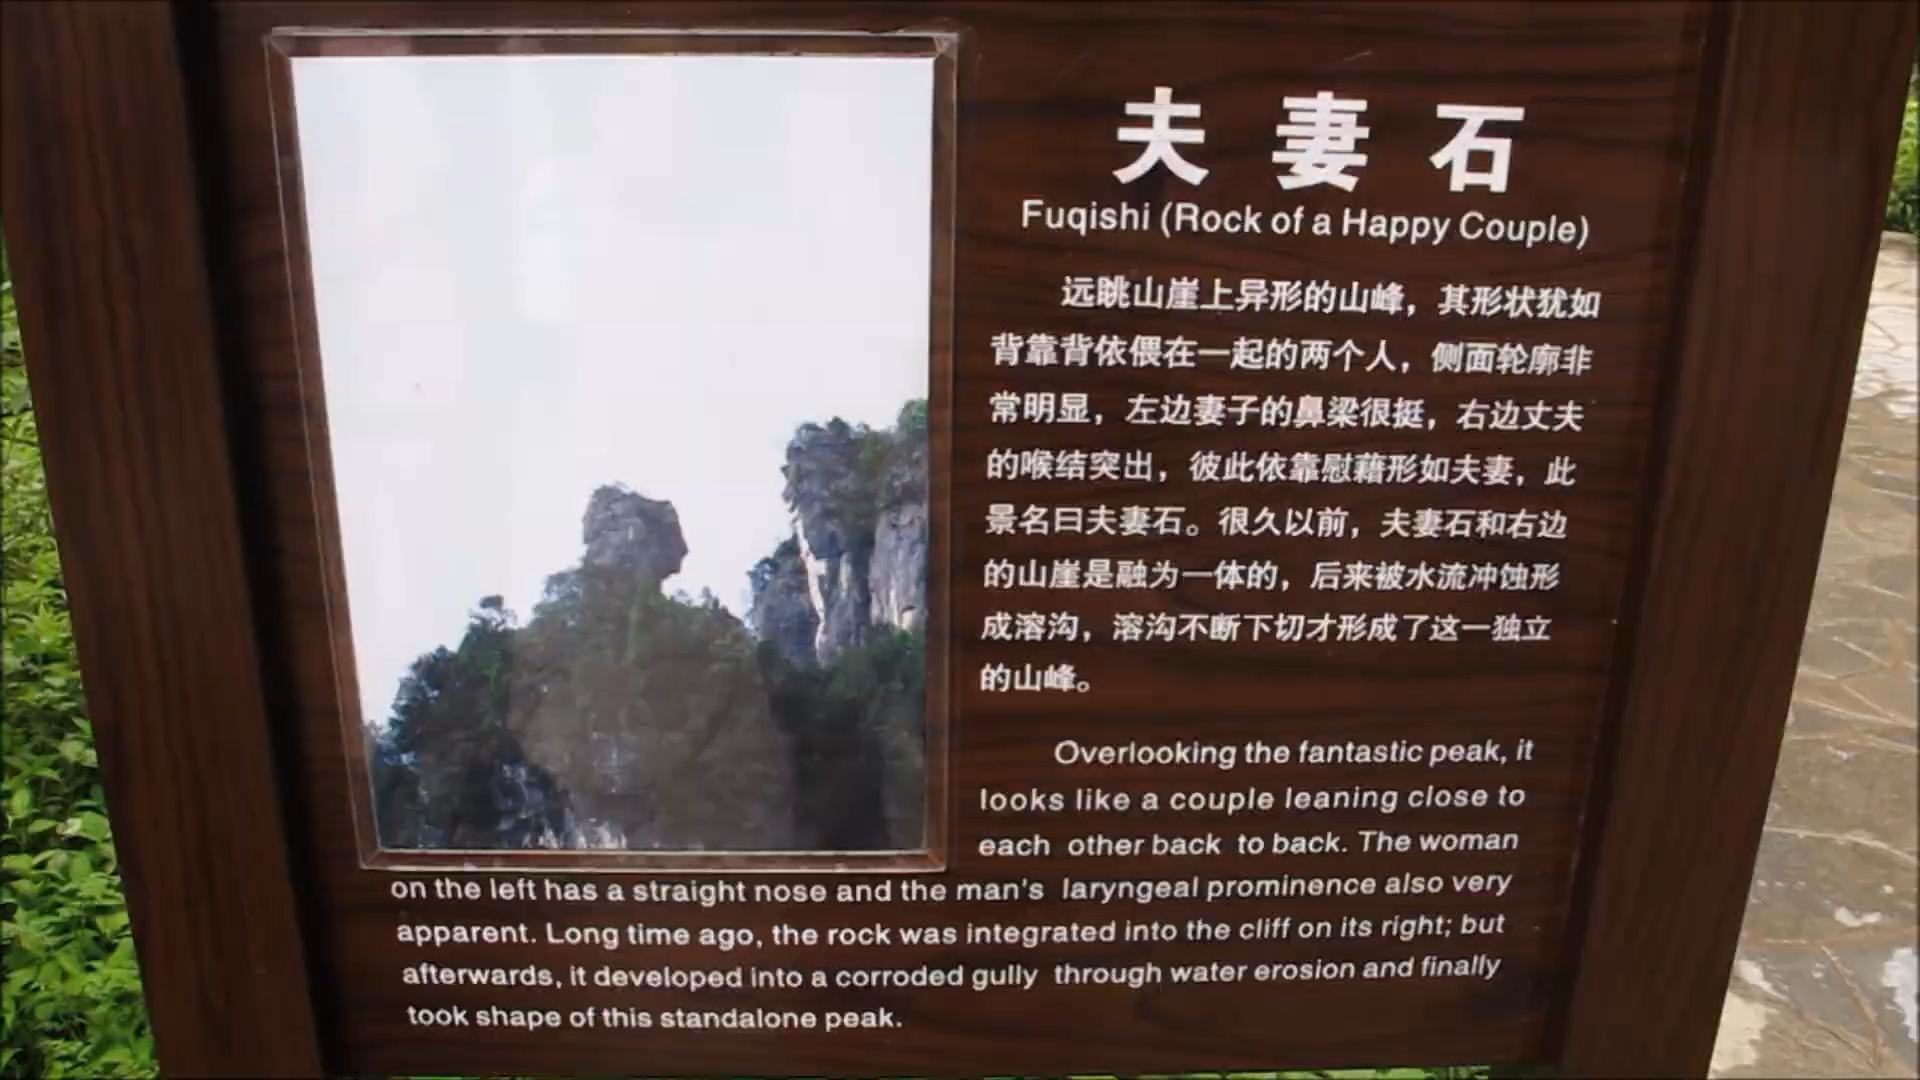 夫妻石
Fuqishi (Rock of a Happy Couple)
远眺山崖上异形的山峰，其形状犹如
背靠背依偎在一起的两个人，侧面轮廓非
常明显，左边妻子的鼻梁很挺，右边丈夫
的喉结突出，彼此依靠慰藉形如夫妻，此
景名曰夫妻石。很久以前，夫妻石和右边
的山崖是融为一体的，后来被水流冲蚀形
成溶沟，溶沟不断下切才形成了这一独立
的山峰。
Overlooking the fantastic peak, it
looks like a couple leaning close to
each other back to back. The woman
on the left has a straight nose and the man's laryngeal prominence also very
apparent. Long time ago, the rock was integrated into the cliff on its right; but
afterwards, it developed into a corroded gully through water erosion and finally
took shape of this standalone peak.